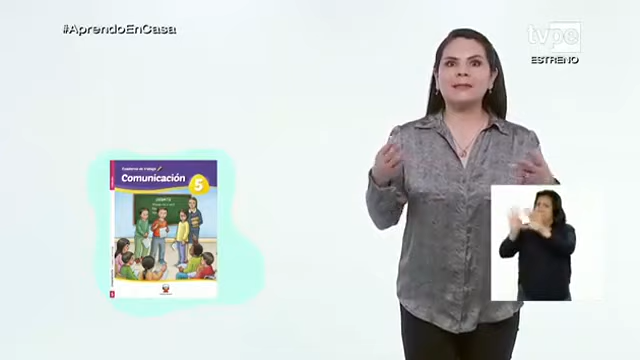 #AprendoEnCasa
tvpe
ESTRENO
Cuaderno de trabajo
Comunicación
5